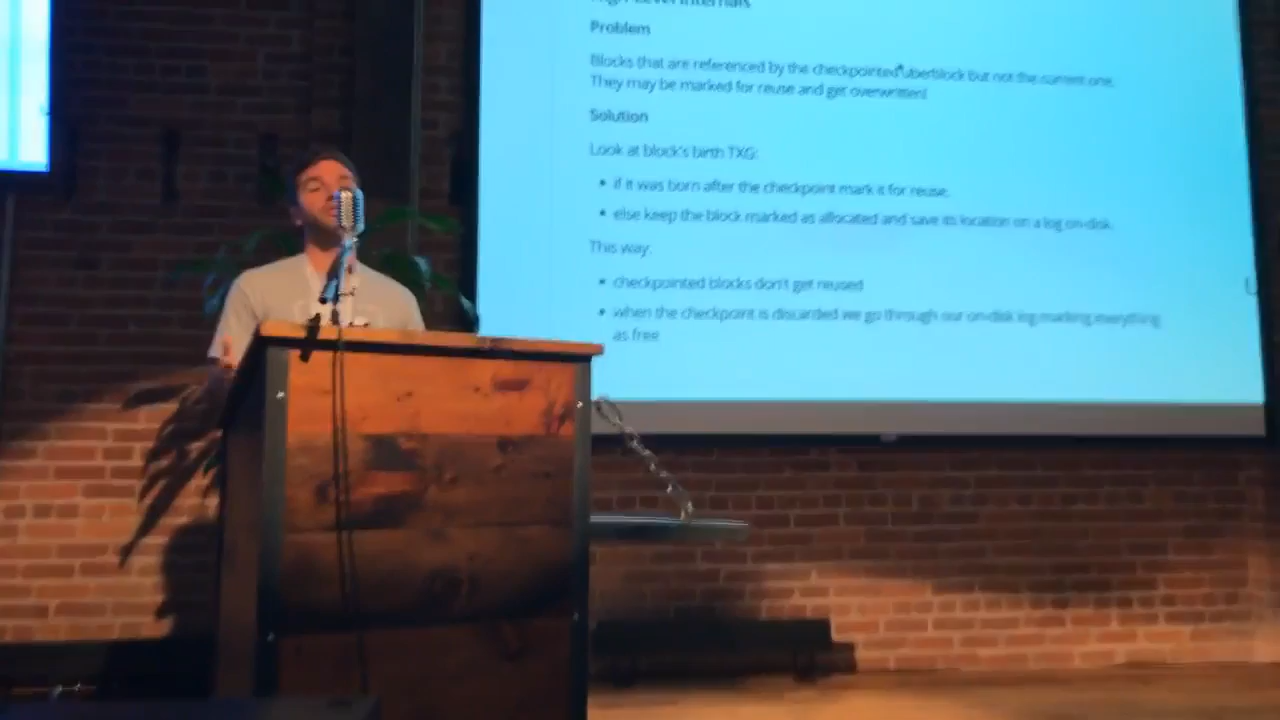 High Level Internals
Problem
Blocks that are referenced by the checkpointed uberblock but not the current one.
They may be marked for reuse and get overwritten!
Solution
Look at block's birth TXG:
• if it was born after the checkpoint mark it for reuse.
• else keep the block marked as allocated and save its location on a log on-disk.
This way:
• checkpointed blocks don't get reused
• when the checkpoint is discarded we go through our on-disk log marking everything
as free